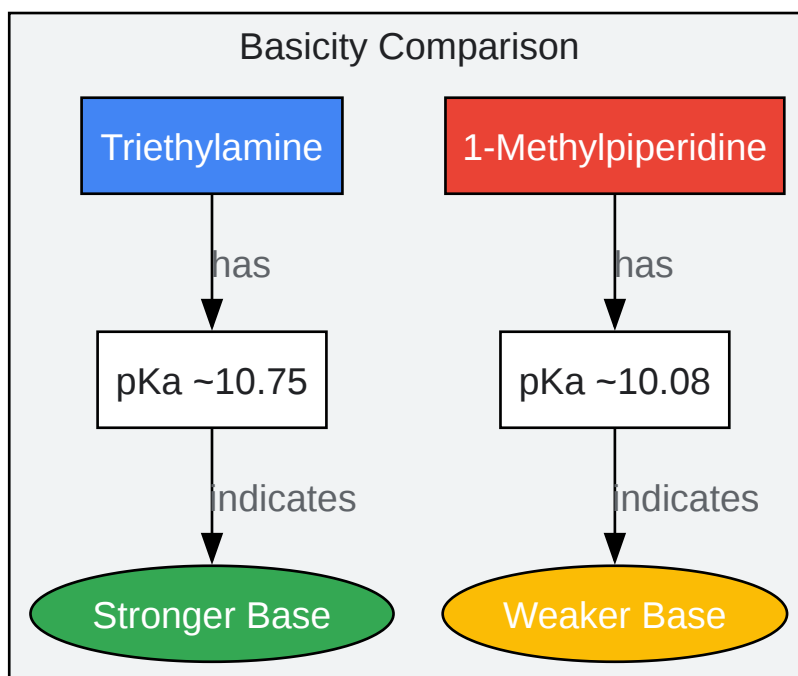 Basicity Comparison
Triethylamine
1-Methylpiperidine
has
has
pKa ~10.75
pKa ~10.08
indicates
indicates
Stronger Base
Weaker Base